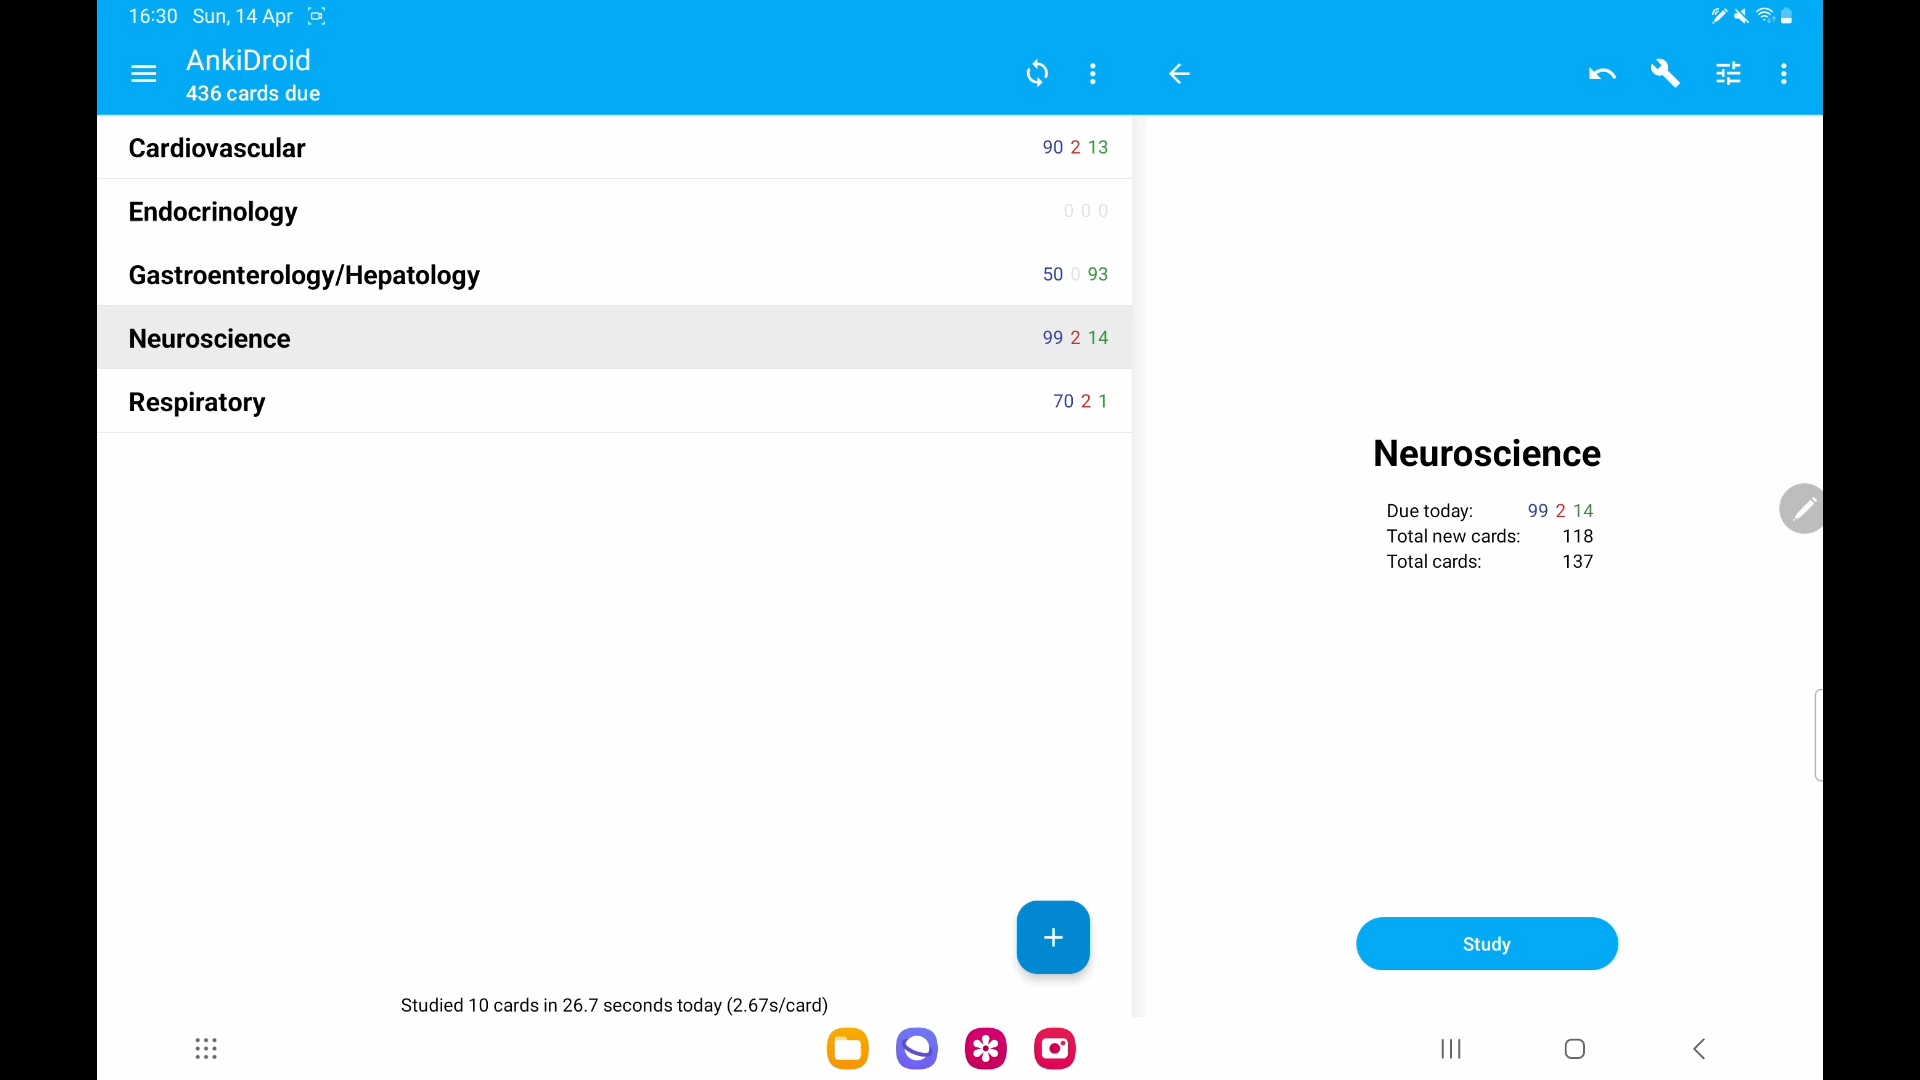 16:30 Sun, 14 Apr
AnkiDroid
436 cards due
Cardiovascular 90 2 13
Endocrinology 0 0 0
Gastroenterology/Hepatology 50 0 93
Neuroscience 99 2 14
Respiratory 70 2 1
Studied 10 cards in 26.7 seconds today (2.67s/card)
Neuroscience
Due today: 99 2 14
Total new cards: 118
Total cards: 137
Study